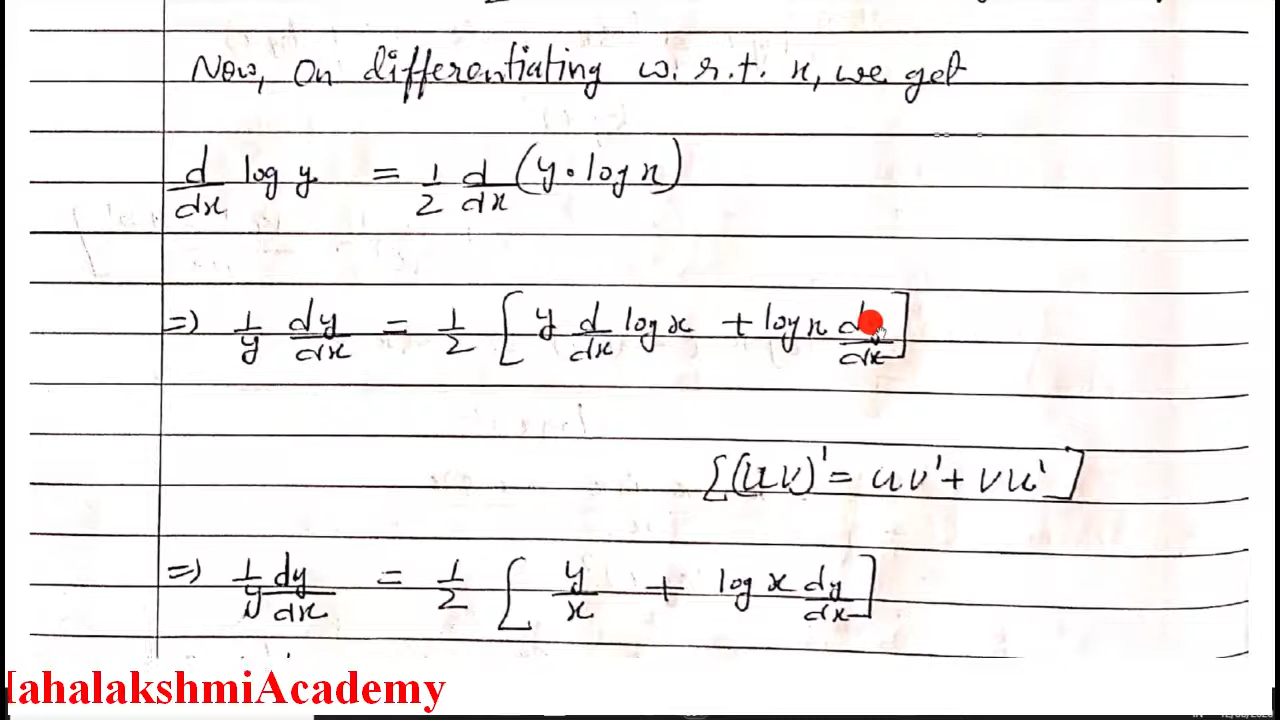 Now, On differentiating w.r.t. x, we get
d/dx log y = 1/2 d/dx (y · log x)
=> 1/y dy/dx = 1/2 [ y d/dx log x + log x d /dx ]
[(uv)' = uv' + vu']
=> 1/y dy/dx = 1/2 [ y/x + log x dy/dx ]
ahalakshmiAcademy